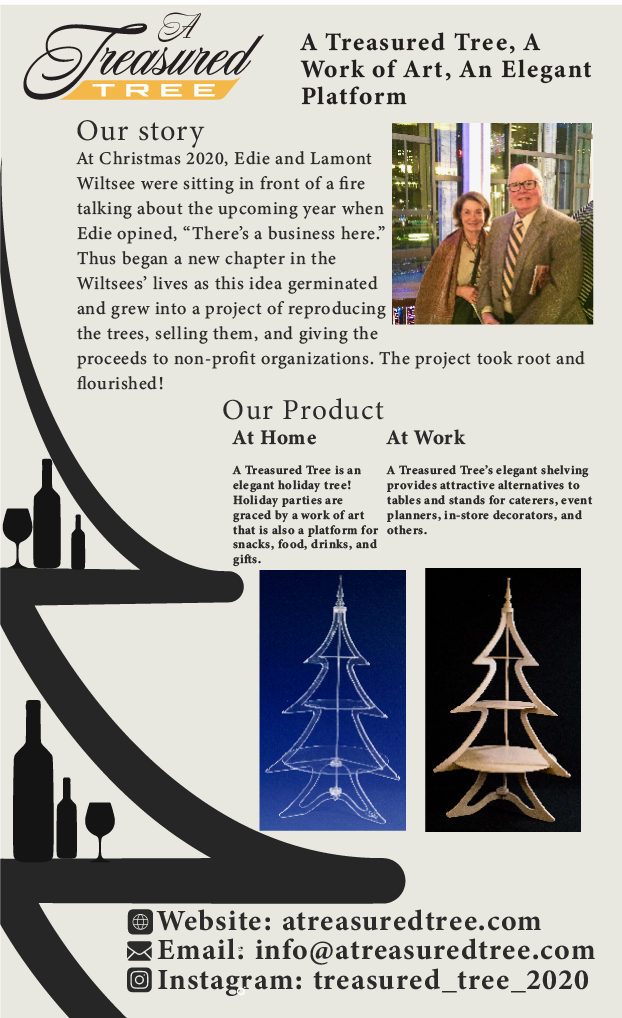 A
Treasured
TREE
A Treasured Tree, A
Work of Art, An Elegant
Platform
Our story
At Christmas 2020, Edie and Lamont
Wiltsee were sitting in front of a fire
talking about the upcoming year when
Edie opined, “There’s a business here.”
Thus began a new chapter in the
Wiltsees’ lives as this idea germinated
and grew into a project of reproducing
the trees, selling them, and giving the
proceeds to non-profit organizations. The project took root and
flourished!
Our Product
At Home
A Treasured Tree is an
elegant holiday tree!
Holiday parties are
graced by a work of art
that is also a platform for
snacks, food, drinks, and
gifts.
At Work
A Treasured Tree’s elegant shelving
provides attractive alternatives to
tables and stands for caterers, event
planners, in-store decorators, and
others.
Website: atreasuredtree.com
Email: info@atreasuredtree.com
Instagram: treasured_tree_2020